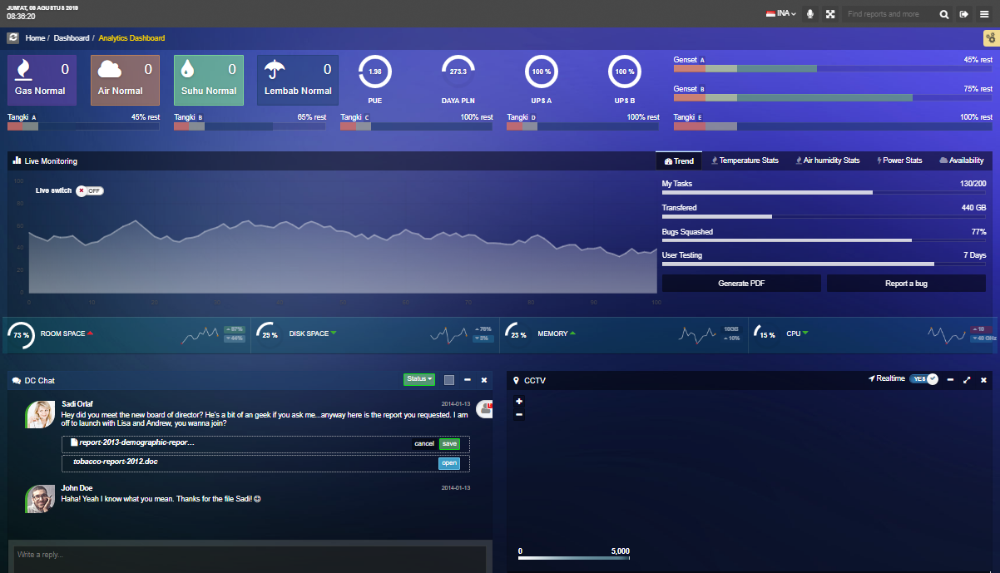 JUM'AT, 09 AGUSTUS 2019
08:36:20
INA
Find reports and more
Home / Dashboard / Analytics Dashboard
0
Gas Normal
0
Air Normal
0
Suhu Normal
0
Lembab Normal
1.98
PUE
273.3
DAYA PLN
100 %
UPS A
100 %
UPS B
Genset A 45% rest
Genset B 75% rest
Tangki A 45% rest
Tangki B 65% rest
Tangki C 100% rest
Tangki D 100% rest
Tangki E 100% rest
Live Monitoring
Trend
Temperature Stats
Air humidity Stats
Power Stats
Availability
Live switch OFF
100
80
60
40
20
0
0 10 20 30 40 50 60 70 80 90 100
My Tasks 130/200
Transfered 440 GB
Bugs Squashed 77%
User Testing 7 Days
Generate PDF
Report a bug
73 % ROOM SPACE 97% 44%
29 % DISK SPACE 76% 3%
23 % MEMORY 10GB 10%
15 % CPU 10 40 GHz
DC Chat
Status
Sadi Orlaf 2014-01-13
Hey did you meet the new board of director? He's a bit of an geek if you ask me...anyway here is the report you requested. I am
off to launch with Lisa and Andrew, you wanna join?
report-2013-demographic-repor... cancel save
tobacco-report-2012.doc open
John Doe 2014-01-13
Haha! Yeah I know what you mean. Thanks for the file Sadi!
Write a reply...
CCTV
Realtime YES
+
−
0 5,000